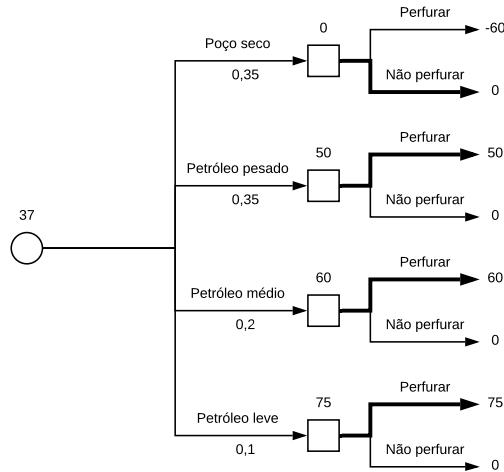 37
Poço seco
0,35
0
Perfurar
-60
Não perfurar
0
Petróleo pesado
0,35
50
Perfurar
50
Não perfurar
0
Petróleo médio
0,2
60
Perfurar
60
Não perfurar
0
Petróleo leve
0,1
75
Perfurar
75
Não perfurar
0